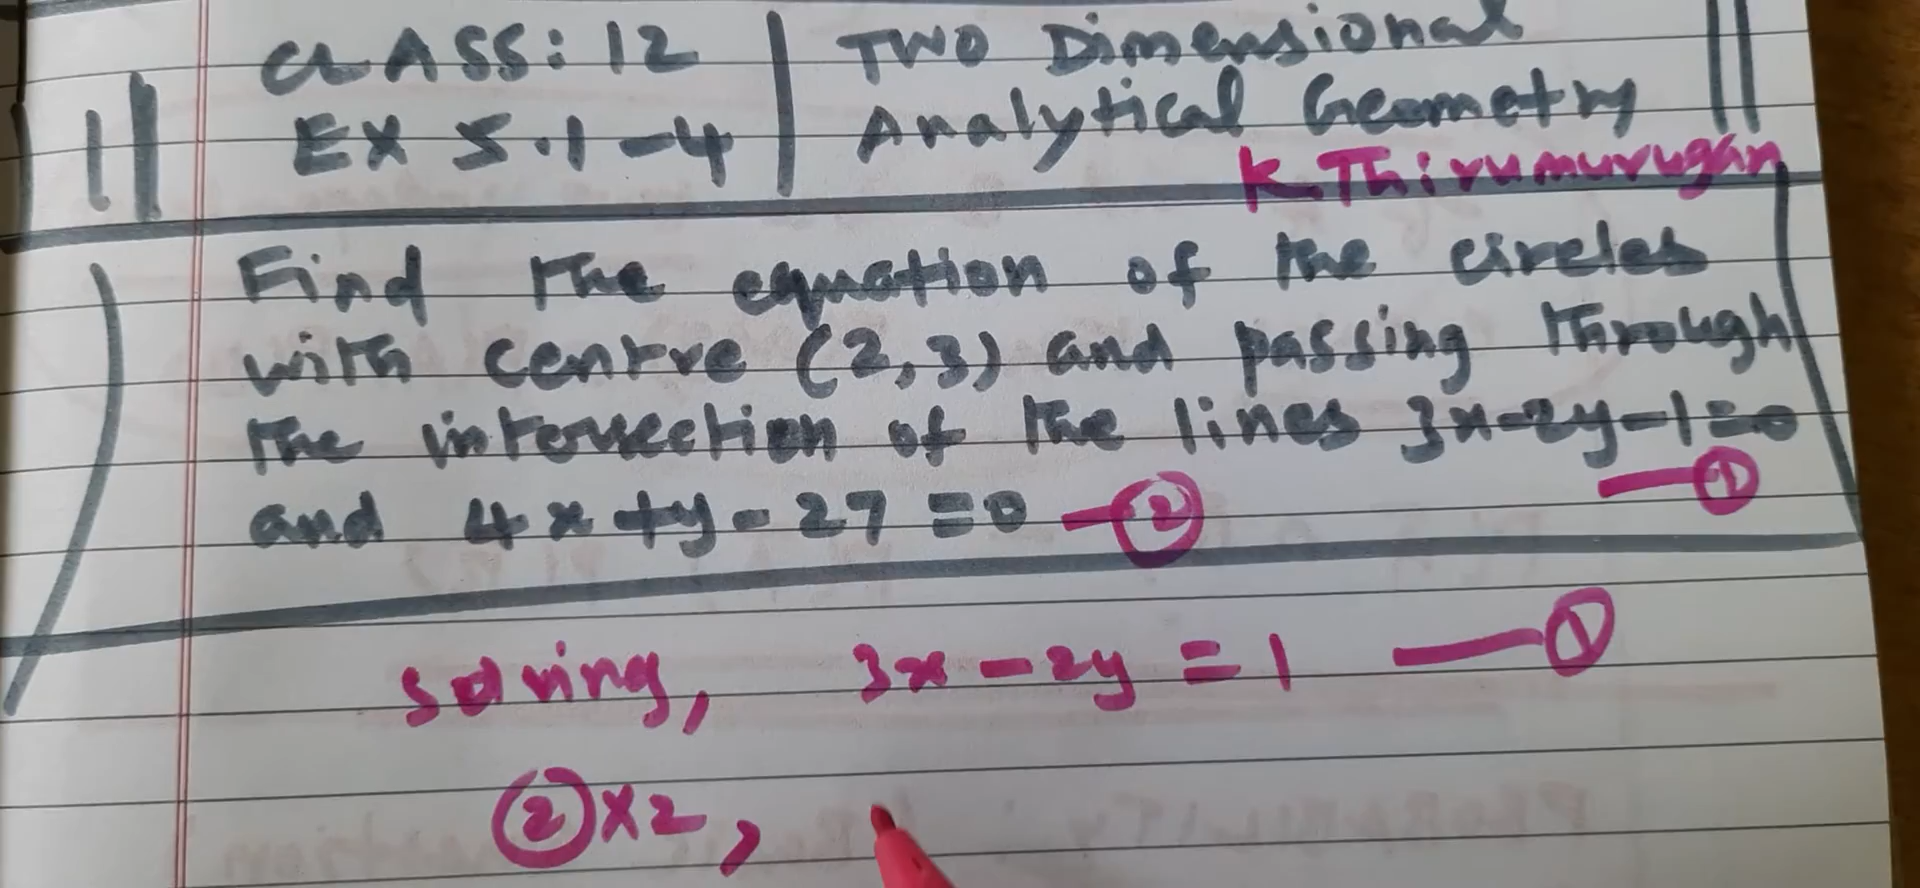 CLASS: 12
EX 5.1-4
TWO Dimensional
Analytical Geometry
K. Thirumurugan
Find the equation of the circles
with centre (2,3) and passing through
the intersection of the lines 3x-2y-1=0
and 4x+y-27=0 —②
—①
Solving, 3x-2y=1 —①
②×2,